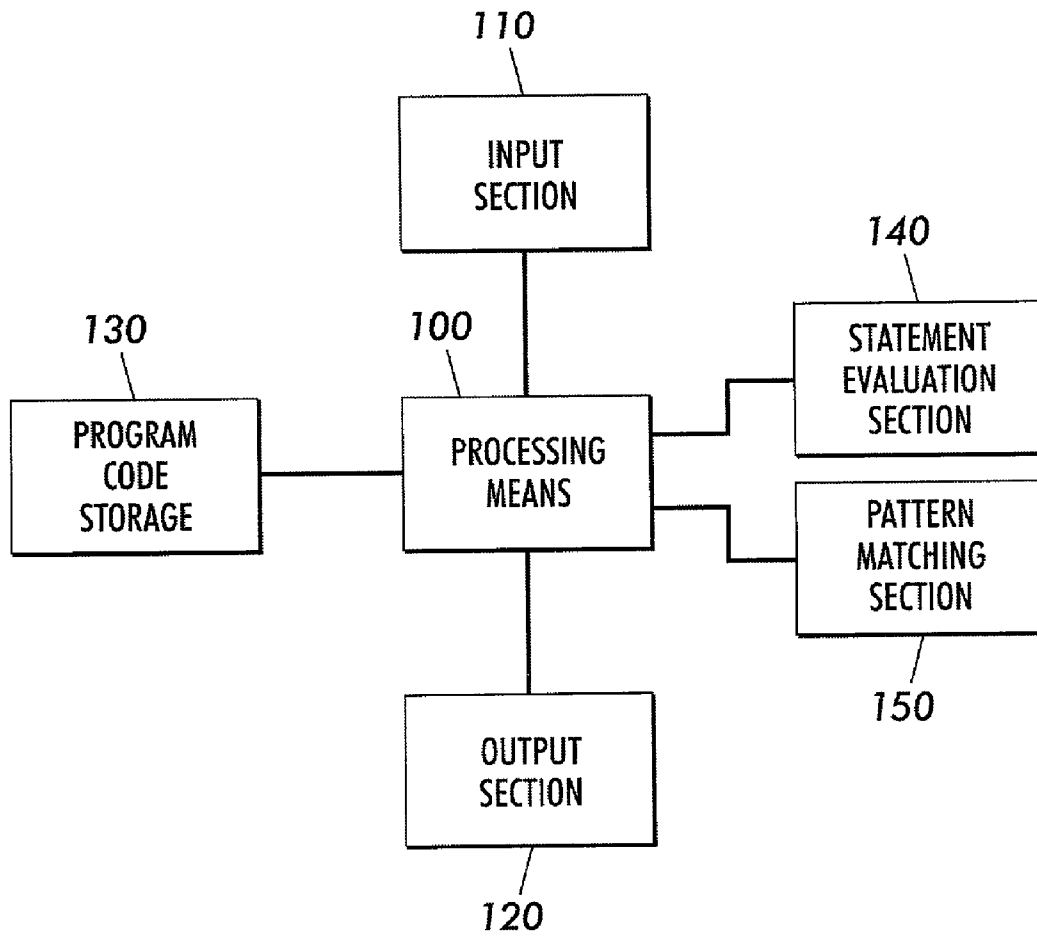 110
INPUT
SECTION
140
STATEMENT
EVALUATION
SECTION
130
PROGRAM
CODE
STORAGE
100
PROCESSING
MEANS
PATTERN
MATCHING
SECTION
150
OUTPUT
SECTION
120